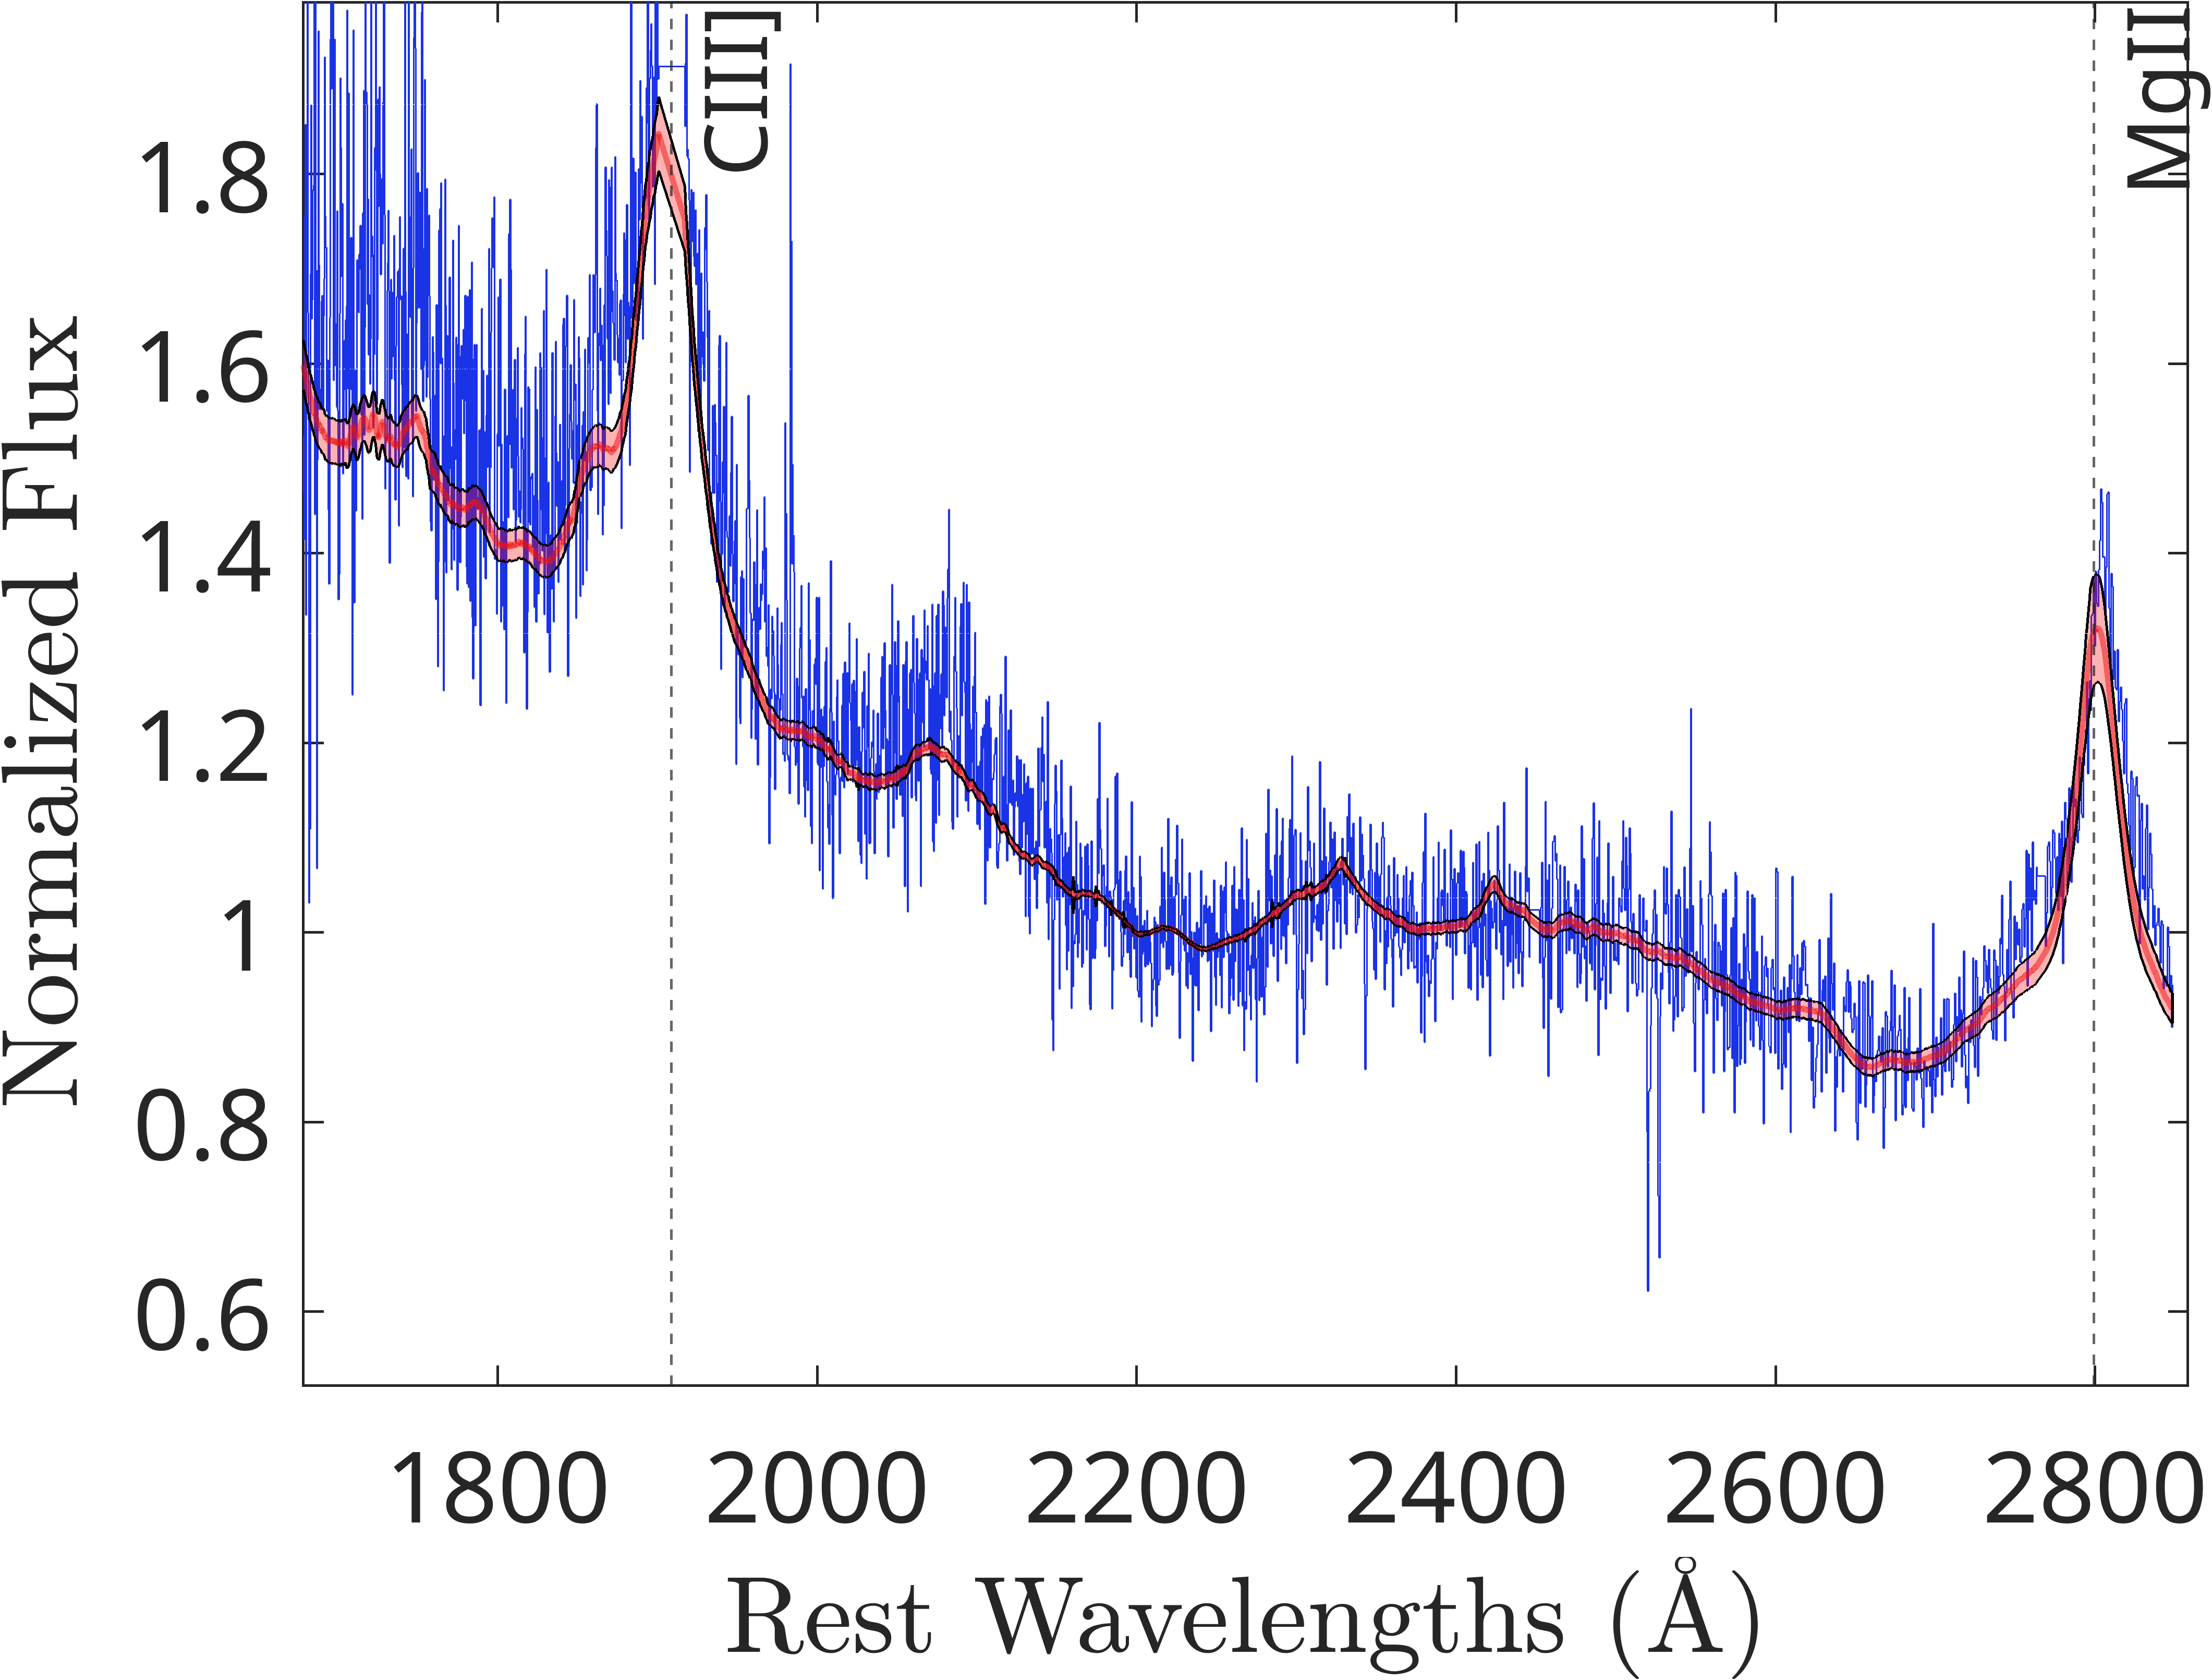 CIII]
MgII
Normalized Flux
1.8
1.6
1.4
1.2
1
0.8
0.6
1800 2000 2200 2400 2600 2800
Rest Wavelengths (Å)